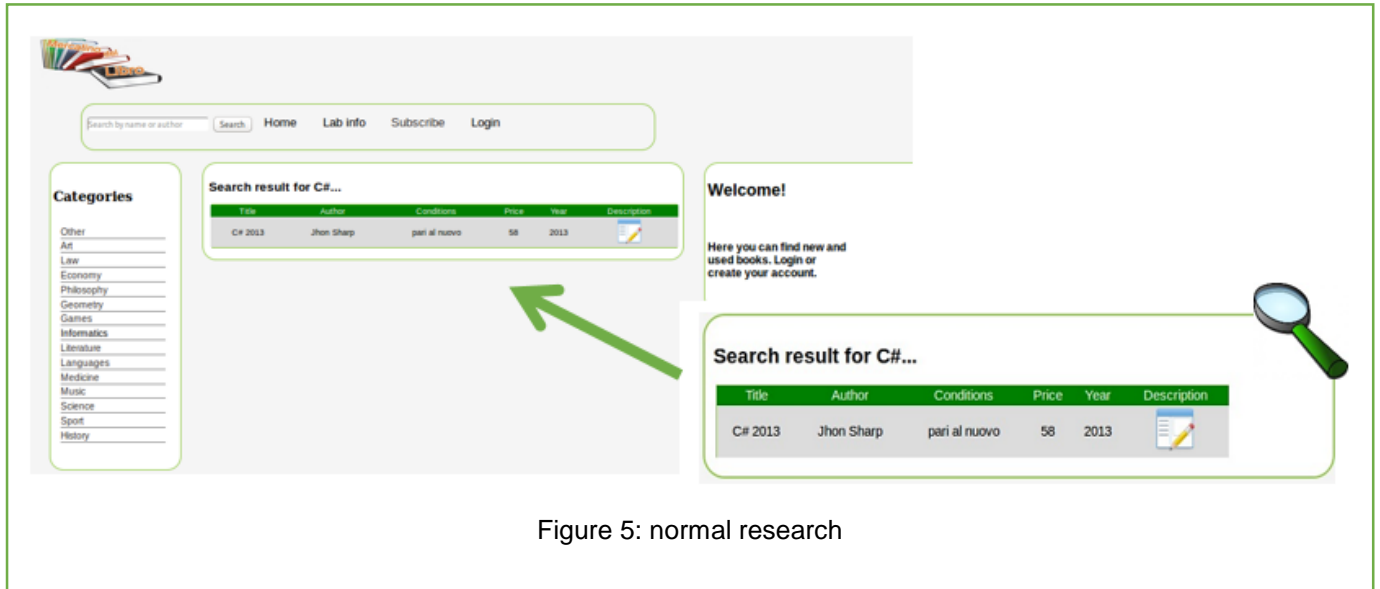 Libro
Search by name or author Search Home Lab info Subscribe Login
Categories
Other
Art
Law
Economy
Philosophy
Geometry
Games
Informatics
Literature
Languages
Medicine
Music
Science
Sport
History
Search result for C#...
Title Author Conditions Price Year Description
C# 2013 Jhon Sharp pari al nuovo 58 2013
Welcome!
Here you can find new and
used books. Login or
create your account.
Search result for C#...
Title Author Conditions Price Year Description
C# 2013 Jhon Sharp pari al nuovo 58 2013
Figure 5: normal research